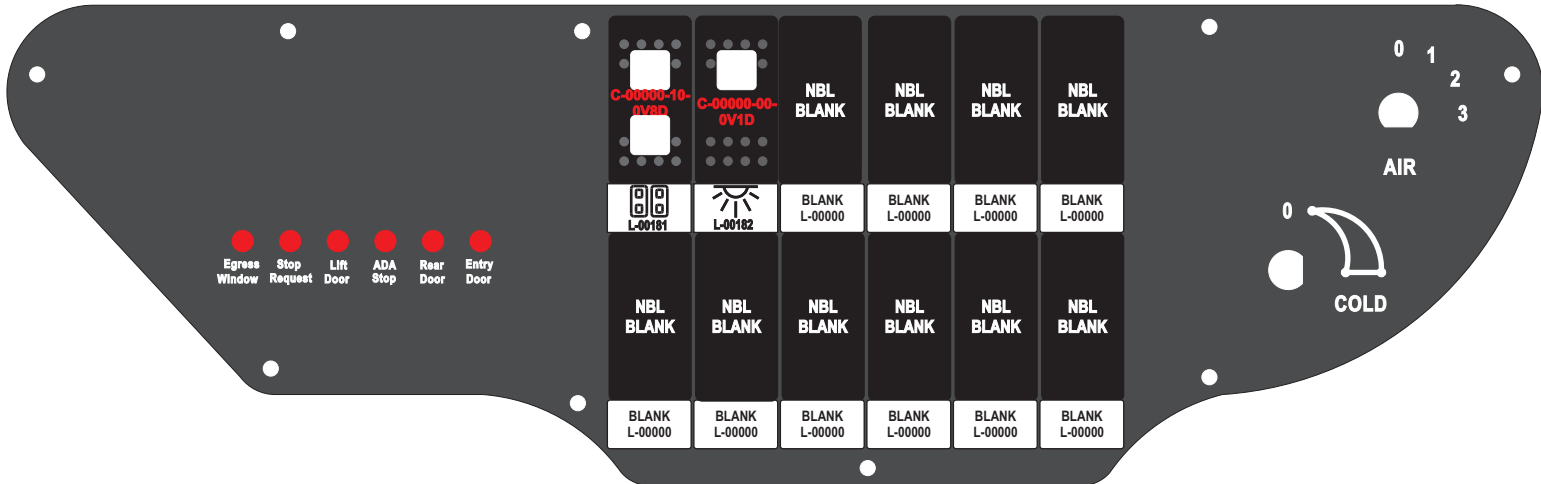 C-00000-10-
0V8D
C-00000-00-
0V1D
NBL
BLANK
NBL
BLANK
NBL
BLANK
NBL
BLANK
L-00181
L-00182
BLANK
L-00000
BLANK
L-00000
BLANK
L-00000
BLANK
L-00000
0
1
2
3
AIR
0
COLD
Egress
Window
Stop
Request
Lift
Door
ADA
Stop
Rear
Door
Entry
Door
NBL
BLANK
NBL
BLANK
NBL
BLANK
NBL
BLANK
NBL
BLANK
NBL
BLANK
BLANK
L-00000
BLANK
L-00000
BLANK
L-00000
BLANK
L-00000
BLANK
L-00000
BLANK
L-00000